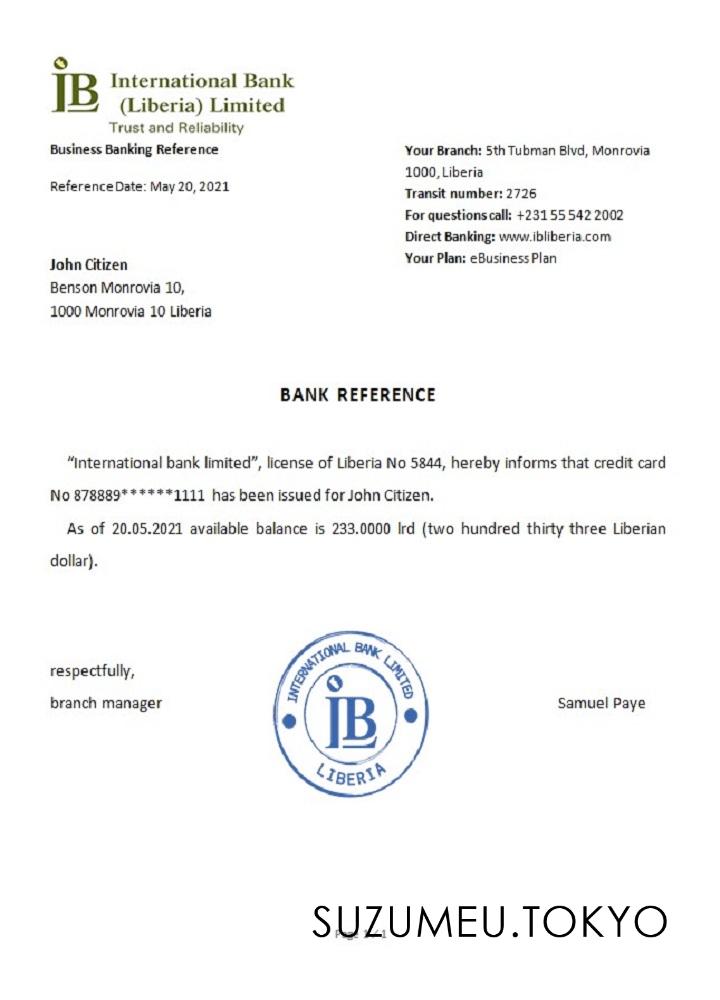 International Bank
(Liberia) Limited
Trust and Reliability
Business Banking Reference
Reference Date: May 20, 2021
Your Branch: 5th Tubman Blvd, Monrovia
1000, Liberia
Transit number: 2726
For questions call: +231 55 542 2002
Direct Banking: www.ibliberia.com
Your Plan: eBusiness Plan
John Citizen
Benson Monrovia 10,
1000 Monrovia 10 Liberia
BANK REFERENCE
“International bank limited”, license of Liberia No 5844, hereby informs that credit card
No 878889******1111 has been issued for John Citizen.
As of 20.05.2021 available balance is 233.0000 lrd (two hundred thirty three Liberian
dollar).
respectfully,
branch manager
INTERNATIONAL BANK LIMITED
IB
LIBERIA
Samuel Paye
SUZUMEU.TOKYO
Page 1 / 1